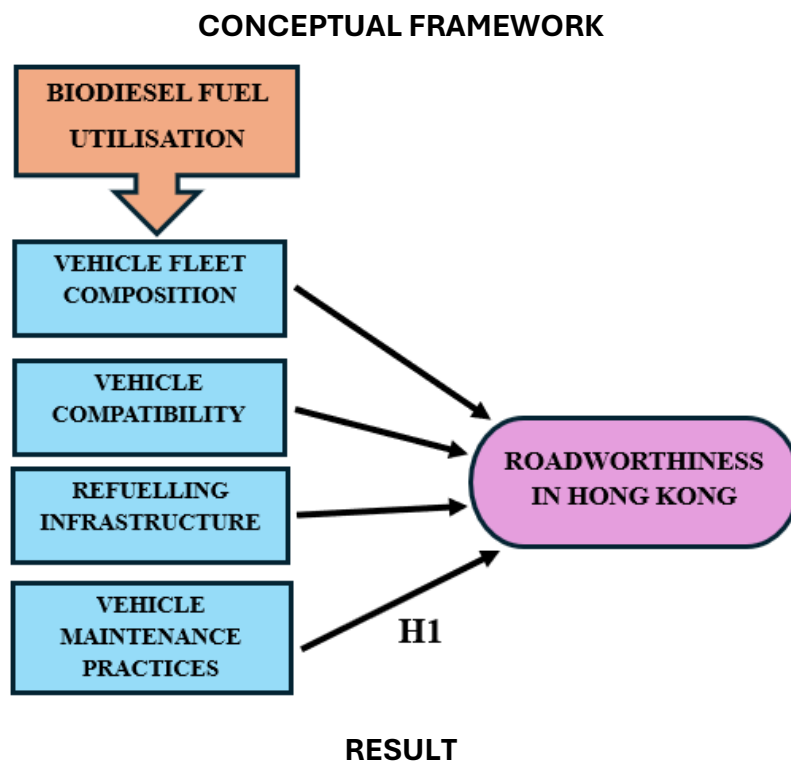 CONCEPTUAL FRAMEWORK
BIODIESEL FUEL
UTILISATION
VEHICLE FLEET
COMPOSITION
VEHICLE
COMPATIBILITY
REFUELLING
INFRASTRUCTURE
VEHICLE
MAINTENANCE
PRACTICES
ROADWORTHINESS
IN HONG KONG
H1
RESULT